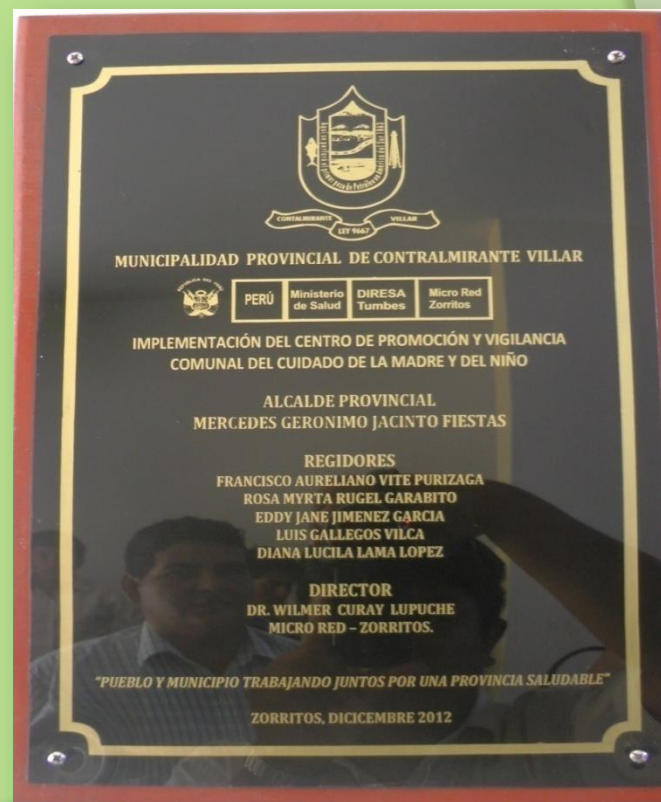 CONTRALMIRANTE VILLAR
LEY 9667
MUNICIPALIDAD PROVINCIAL DE CONTRALMIRANTE VILLAR
REPUBLICA DEL PERÚ
PERÚ
Ministerio
de Salud
DIRESA
Tumbes
Micro Red
Zorritos
IMPLEMENTACIÓN DEL CENTRO DE PROMOCIÓN Y VIGILANCIA
COMUNAL DEL CUIDADO DE LA MADRE Y DEL NIÑO
ALCALDE PROVINCIAL
MERCEDES GERONIMO JACINTO FIESTAS
REGIDORES
FRANCISCO AURELIANO VITE PURIZAGA
ROSA MYRTA RUGEL GARABITO
EDDY JANE JIMENEZ GARCIA
LUIS GALLEGOS VILCA
DIANA LUCILA LAMA LOPEZ
DIRECTOR
DR. WILMER CURAY LUPUCHE
MICRO RED – ZORRITOS.
"PUEBLO Y MUNICIPIO TRABAJANDO JUNTOS POR UNA PROVINCIA SALUDABLE"
ZORRITOS, DICICEMBRE 2012